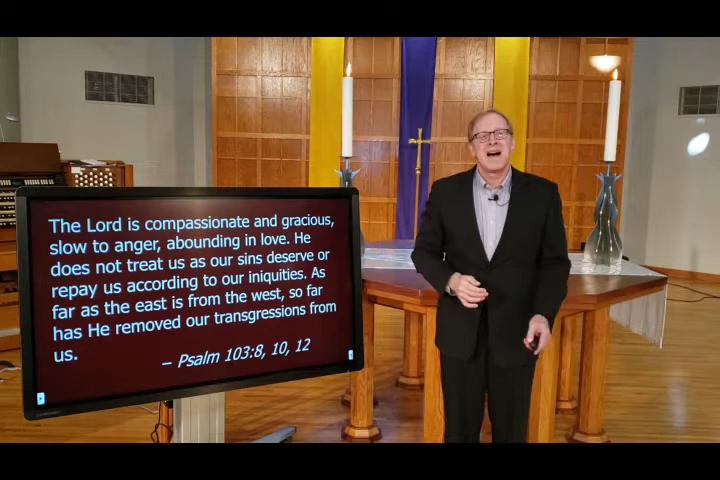 The Lord is compassionate and gracious,
slow to anger, abounding in love. He
does not treat us as our sins deserve or
repay us according to our iniquities. As
far as the east is from the west, so far
has He removed our transgressions from
us.
– Psalm 103:8, 10, 12